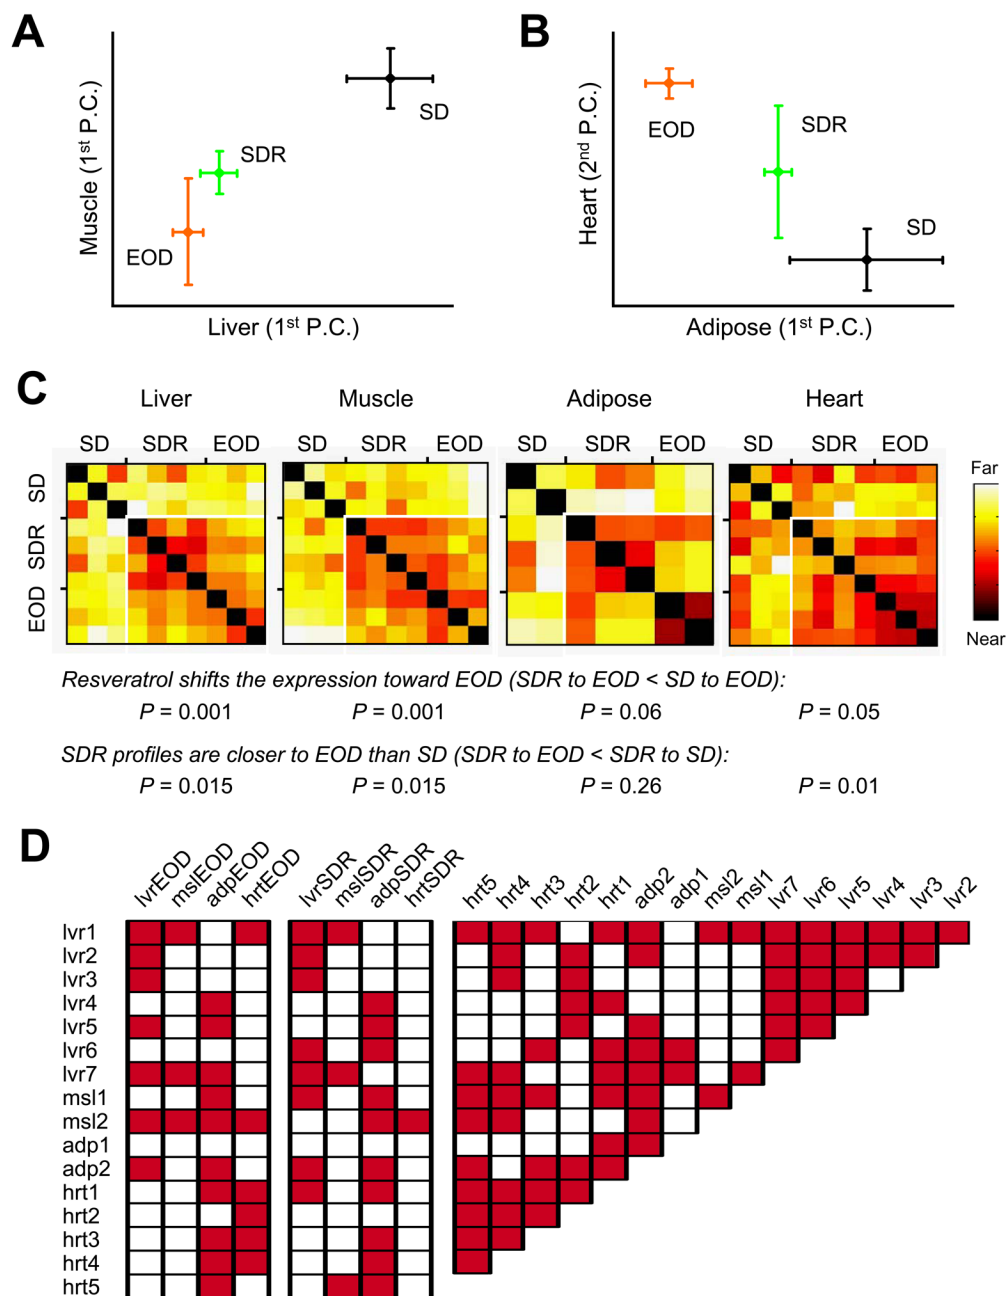 A
Muscle (1st P.C.)
SD
SDR
EOD
Liver (1st P.C.)
B
Heart (2nd P.C.)
EOD
SDR
SD
Adipose (1st P.C.)
C
Liver Muscle Adipose Heart
SD SDR EOD SD SDR EOD SD SDR EOD SD SDR EOD
SD
SDR
EOD
Far
Near
Resveratrol shifts the expression toward EOD (SDR to EOD < SD to EOD):
P = 0.001 P = 0.001 P = 0.06 P = 0.05
SDR profiles are closer to EOD than SD (SDR to EOD < SDR to SD):
P = 0.015 P = 0.015 P = 0.26 P = 0.01
D
lvrEOD mslEOD adpEOD hrtEOD lvrSDR mslSDR adpSDR hrtSDR hrt5 hrt4 hrt3 hrt2 hrt1 adp2 adp1 msl2 msl1 lvr7 lvr6 lvr5 lvr4 lvr3 lvr2
lvr1
lvr2
lvr3
lvr4
lvr5
lvr6
lvr7
msl1
msl2
adp1
adp2
hrt1
hrt2
hrt3
hrt4
hrt5